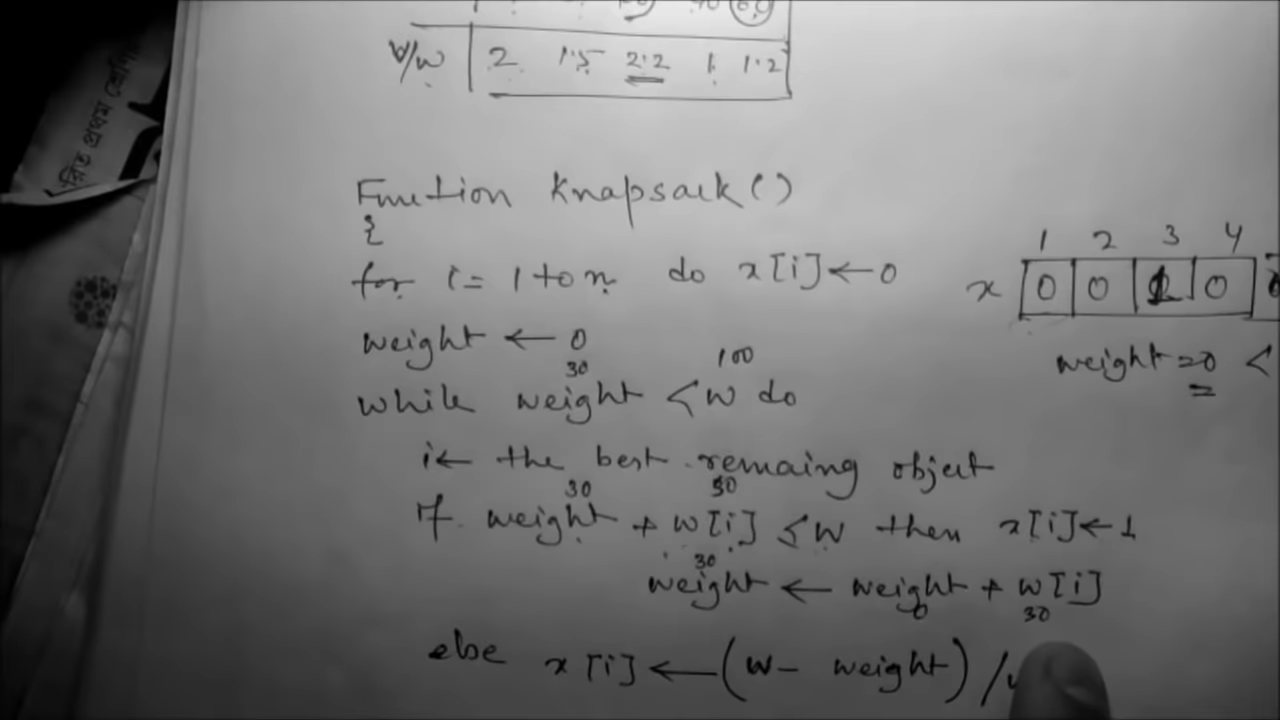 v/w 2 1.5 2.2 1 1.2
Function Knapsack()
{
for i= 1 to n do x[i]←0
weight ← 0
30 100
while weight < W do
i← the best remaing object
30 50
If weight + w[i] ≤ W then x[i]←1
30
weight ← weight + w[i]
0 30
else x[i] ←(W- weight) /
1 2 3 4
x 0 0 1 0
weight=0 <
প্রথম শ্রেণি